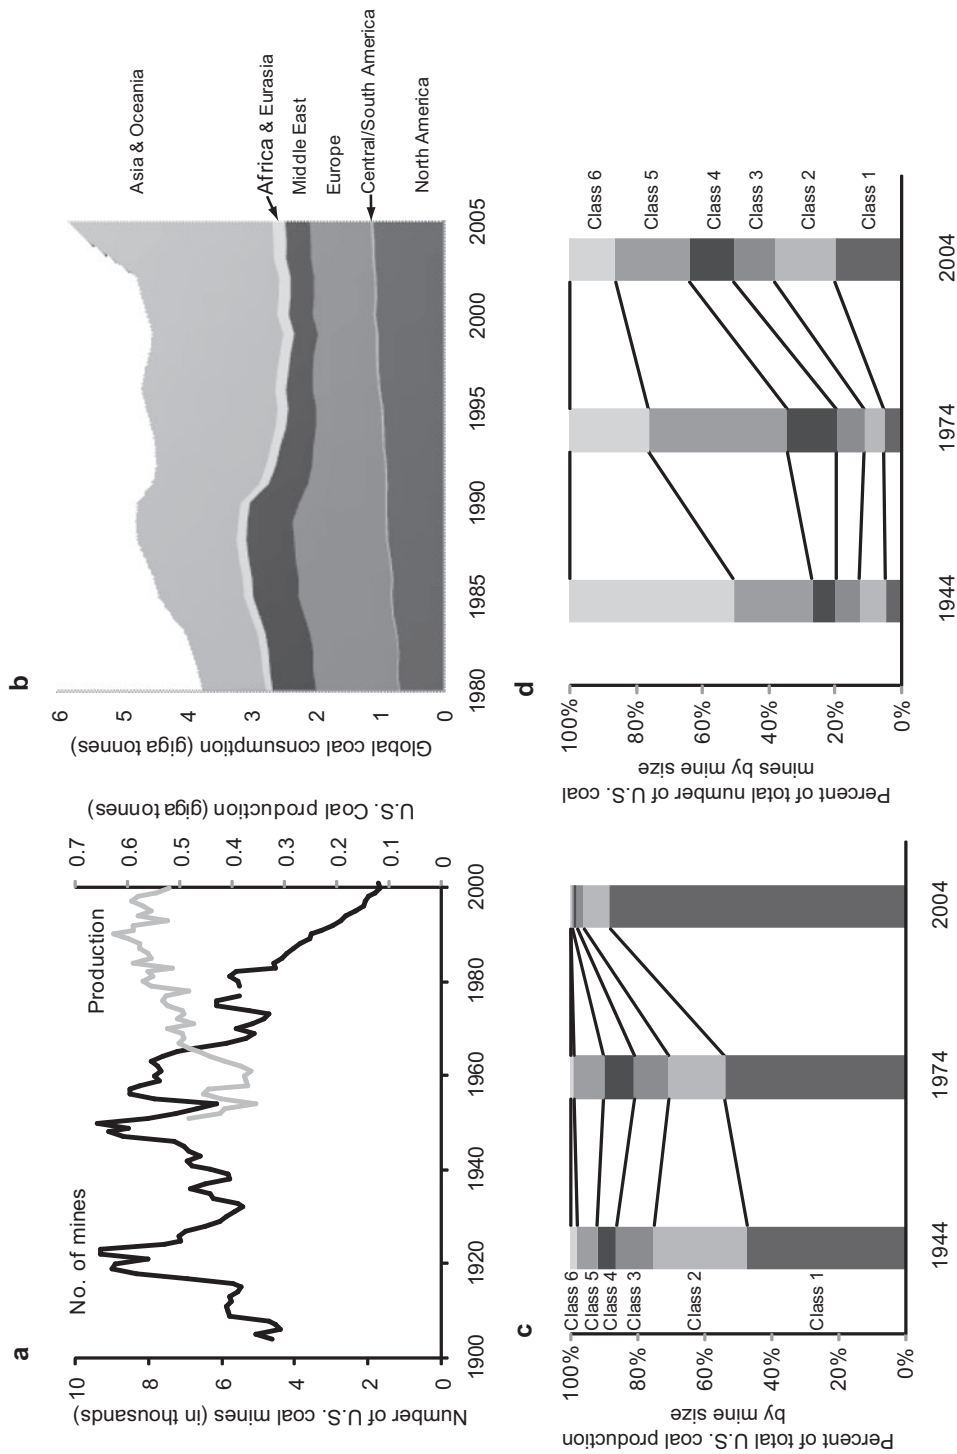 a
Number of U.S. coal mines (in thousands)
10
8
6
4
2
0
No. of mines
Production
U.S. Coal production (giga tonnes)
0.7
0.6
0.5
0.4
0.3
0.2
0.1
0
1900
1920
1940
1960
1980
2000
b
Global coal consumption (giga tonnes)
6
5
4
3
2
1
0
1980
1985
1990
1995
2000
2005
Asia & Oceania
Africa & Eurasia
Middle East
Europe
Central/South America
North America
c
Percent of total U.S. coal production
by mine size
100%
80%
60%
40%
20%
0%
Class 6
Class 5
Class 4
Class 3
Class 2
Class 1
1944
1974
2004
d
Percent of total number of U.S. coal
mines by mine size
100%
80%
60%
40%
20%
0%
1944
1974
2004
Class 6
Class 5
Class 4
Class 3
Class 2
Class 1